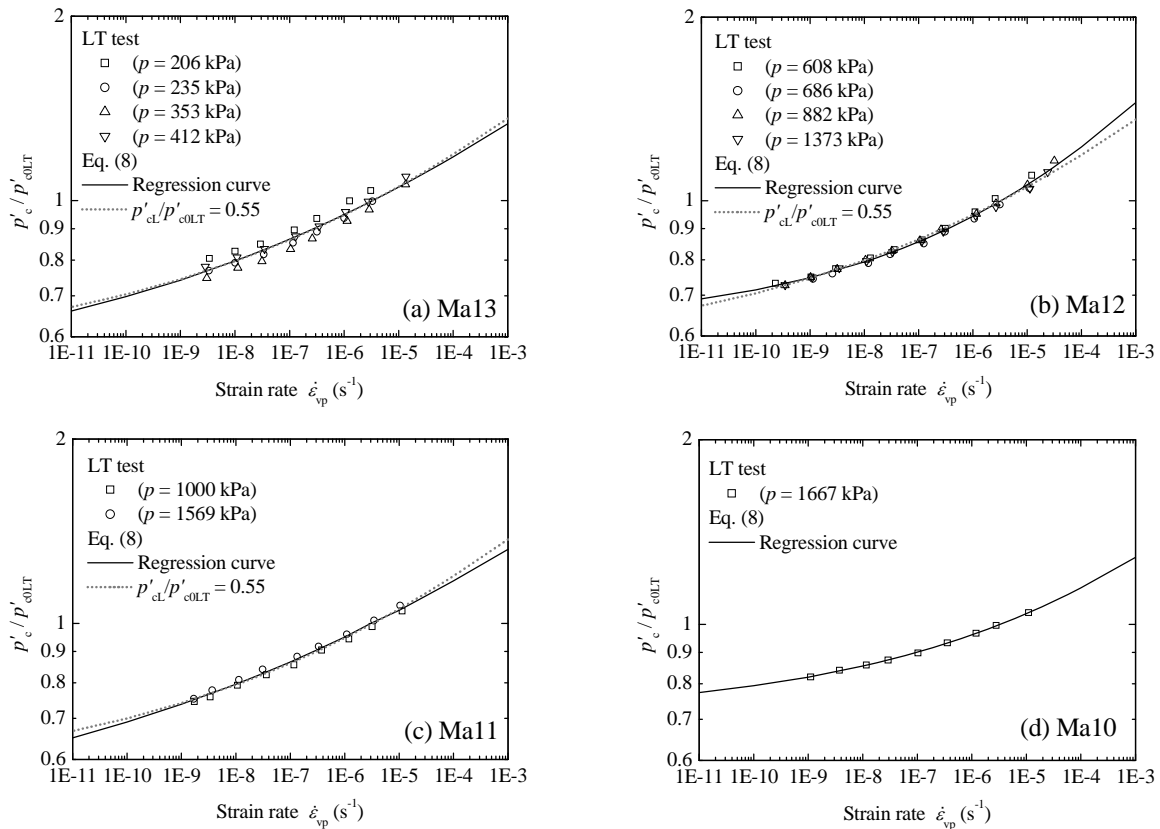 2
LT test
(p = 206 kPa)
(p = 235 kPa)
(p = 353 kPa)
(p = 412 kPa)
Eq. (8)
Regression curve
p′cL/p′c0LT = 0.55
p′c / p′c0LT
1
0.9
0.8
0.7
0.6
(a) Ma13
1E-11 1E-10 1E-9 1E-8 1E-7 1E-6 1E-5 1E-4 1E-3
Strain rate ε̇vp (s-1)
2
LT test
(p = 608 kPa)
(p = 686 kPa)
(p = 882 kPa)
(p = 1373 kPa)
Eq. (8)
Regression curve
p′cL/p′c0LT = 0.55
p′c / p′c0LT
1
0.9
0.8
0.7
0.6
(b) Ma12
1E-11 1E-10 1E-9 1E-8 1E-7 1E-6 1E-5 1E-4 1E-3
Strain rate ε̇vp (s-1)
2
LT test
(p = 1000 kPa)
(p = 1569 kPa)
Eq. (8)
Regression curve
p′cL/p′c0LT = 0.55
p′c / p′c0LT
1
0.9
0.8
0.7
0.6
(c) Ma11
1E-11 1E-10 1E-9 1E-8 1E-7 1E-6 1E-5 1E-4 1E-3
Strain rate ε̇vp (s-1)
2
LT test
(p = 1667 kPa)
Eq. (8)
Regression curve
p′c / p′c0LT
1
0.9
0.8
0.7
0.6
(d) Ma10
1E-11 1E-10 1E-9 1E-8 1E-7 1E-6 1E-5 1E-4 1E-3
Strain rate ε̇vp (s-1)